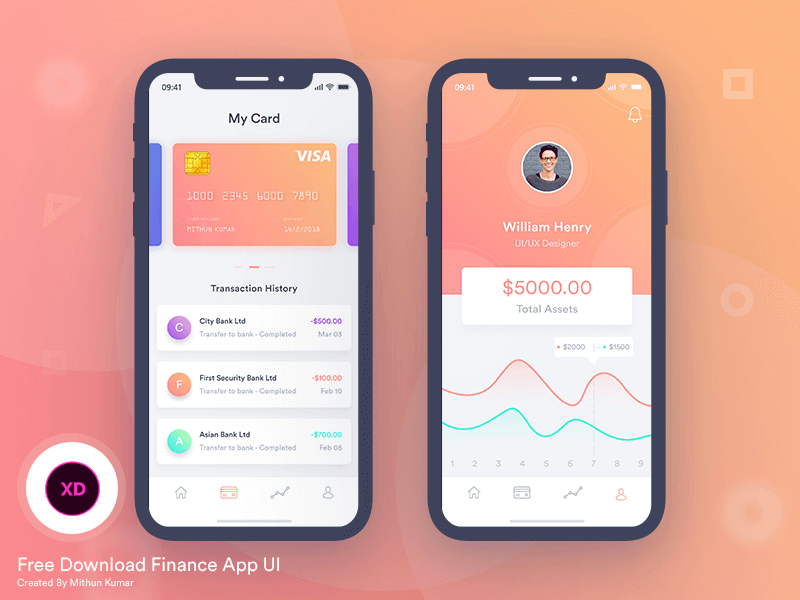 09:41
My Card
VISA
1000 2345 6000 7890
CARD HOLDER
EXPIRES
MITHUN KUMAR
14/2/2018
Transaction History
C
City Bank Ltd
-$500.00
Transfer to bank - Completed
Mar 03
F
First Security Bank Ltd
-$100.00
Transfer to bank - Completed
Feb 10
A
Asian Bank Ltd
-$700.00
Transfer to bank - Completed
Feb 05
09:41
William Henry
UI/UX Designer
$5000.00
Total Assets
$2000
$1500
1 2 3 4 5 6 7 8 9
XD
Free Download Finance App UI
Created By Mithun Kumar